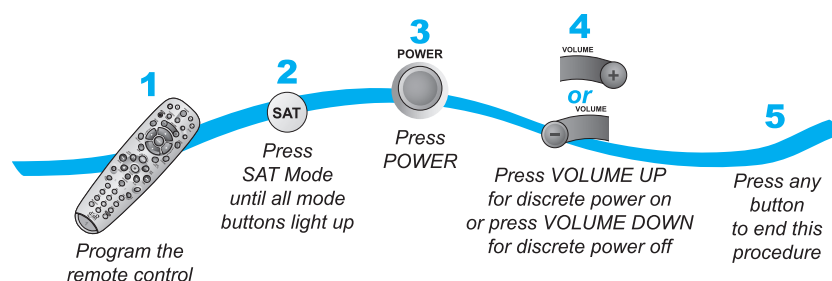 1
Program the
remote control
2
SAT
Press
SAT Mode
until all mode
buttons light up
3
POWER
Press
POWER
4
VOLUME
+
or
VOLUME
−
Press VOLUME UP
for discrete power on
or press VOLUME DOWN
for discrete power off
5
Press any
button
to end this
procedure